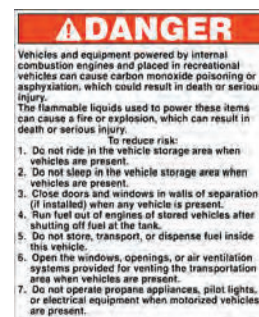 DANGER
Vehicles and equipment powered by internal
combustion engines and placed in recreational
vehicles can cause carbon monoxide poisoning or
asphyxiation, which could result in death or serious
injury.
The flammable liquids used to power these items
can cause a fire or explosion, which can result in
death or serious injury.
To reduce risk:
1. Do not ride in the vehicle storage area when
vehicles are present.
2. Do not sleep in the vehicle storage area when
vehicles are present.
3. Close doors and windows in walls of separation
(if installed) when any vehicle is present.
4. Run fuel out of engines of stored vehicles after
shutting off fuel at the tank.
5. Do not store, transport, or dispense fuel inside
this vehicle.
6. Open the windows, openings, or air ventilation
systems provided for venting the transportation
area when vehicles are present.
7. Do not operate propane appliances, pilot lights,
or electrical equipment when motorized vehicles
are present.